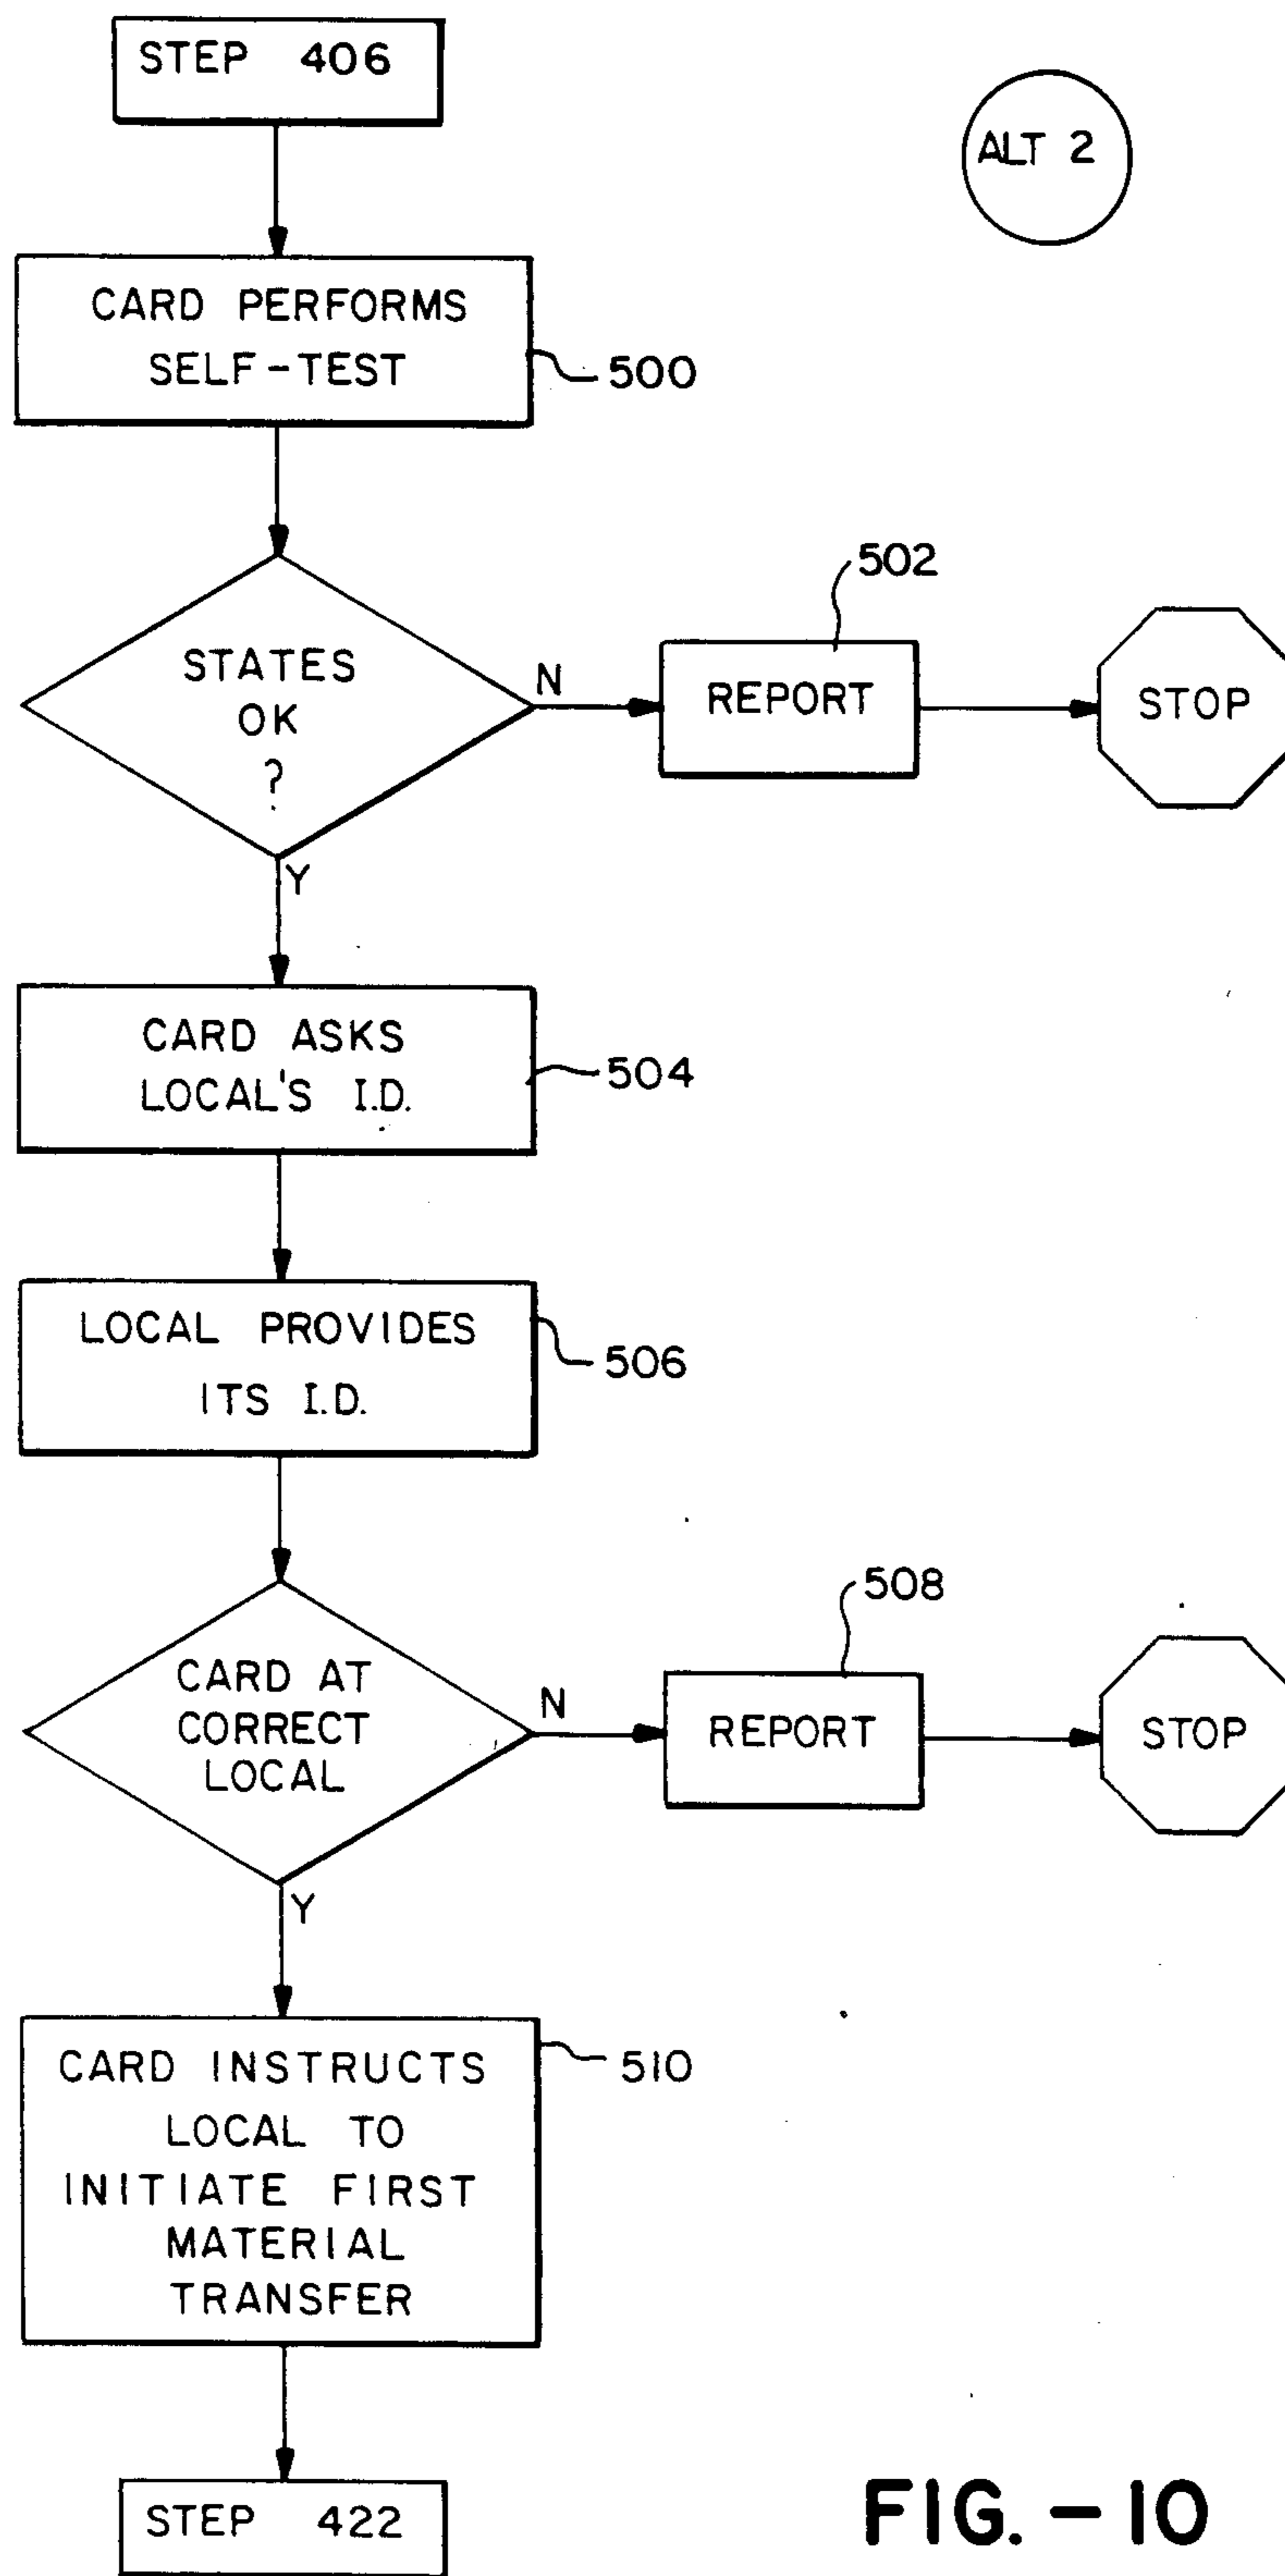 STEP 406
ALT 2
CARD PERFORMS
SELF-TEST
500
STATES
OK
?
N
502
REPORT
STOP
Y
CARD ASKS
LOCAL'S I.D.
504
LOCAL PROVIDES
ITS I.D.
506
CARD AT
CORRECT
LOCAL
N
508
REPORT
STOP
Y
CARD INSTRUCTS
LOCAL TO
INITIATE FIRST
MATERIAL
TRANSFER
510
STEP 422
FIG. - 10